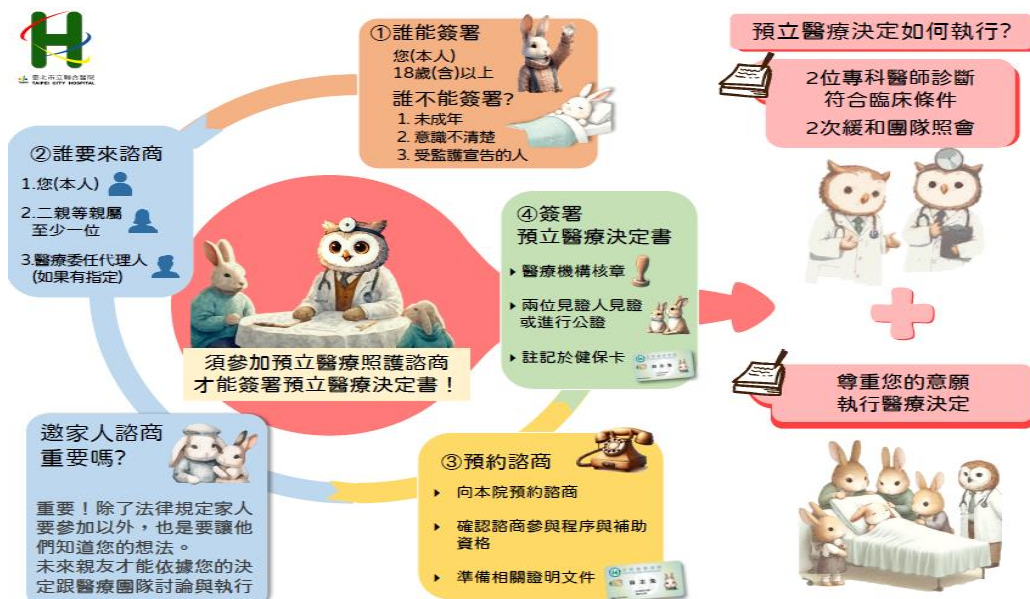 臺北市立聯合醫院
TAIPEI CITY HOSPITAL
①誰能簽署
您(本人)
18歲(含)以上
誰不能簽署?
1. 未成年
2. 意識不清楚
3. 受監護宣告的人
②誰要來諮商
1.您(本人)
2.二親等親屬
至少一位
3.醫療委任代理人
(如果有指定)
須參加預立醫療照護諮商
才能簽署預立醫療決定書！
邀家人諮商
重要嗎?
重要！除了法律規定家人
要參加以外，也是要讓他
們知道您的想法。
未來親友才能依據您的決
定跟醫療團隊討論與執行
③預約諮商
▸ 向本院預約諮商
▸ 確認諮商參與程序與補助
資格
▸ 準備相關證明文件
④簽署
預立醫療決定書
▸ 醫療機構核章
▸ 兩位見證人見證
或進行公證
▸ 註記於健保卡
預立醫療決定如何執行?
2位專科醫師診斷
符合臨床條件
2次緩和團隊照會
尊重您的意願
執行醫療決定